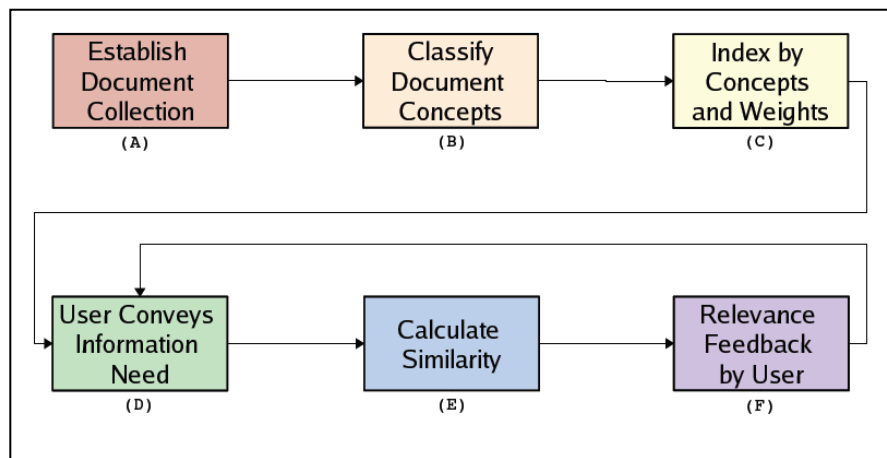 Establish
Document
Collection
(A)
Classify
Document
Concepts
(B)
Index by
Concepts
and Weights
(C)
User Conveys
Information
Need
(D)
Calculate
Similarity
(E)
Relevance
Feedback
by User
(F)